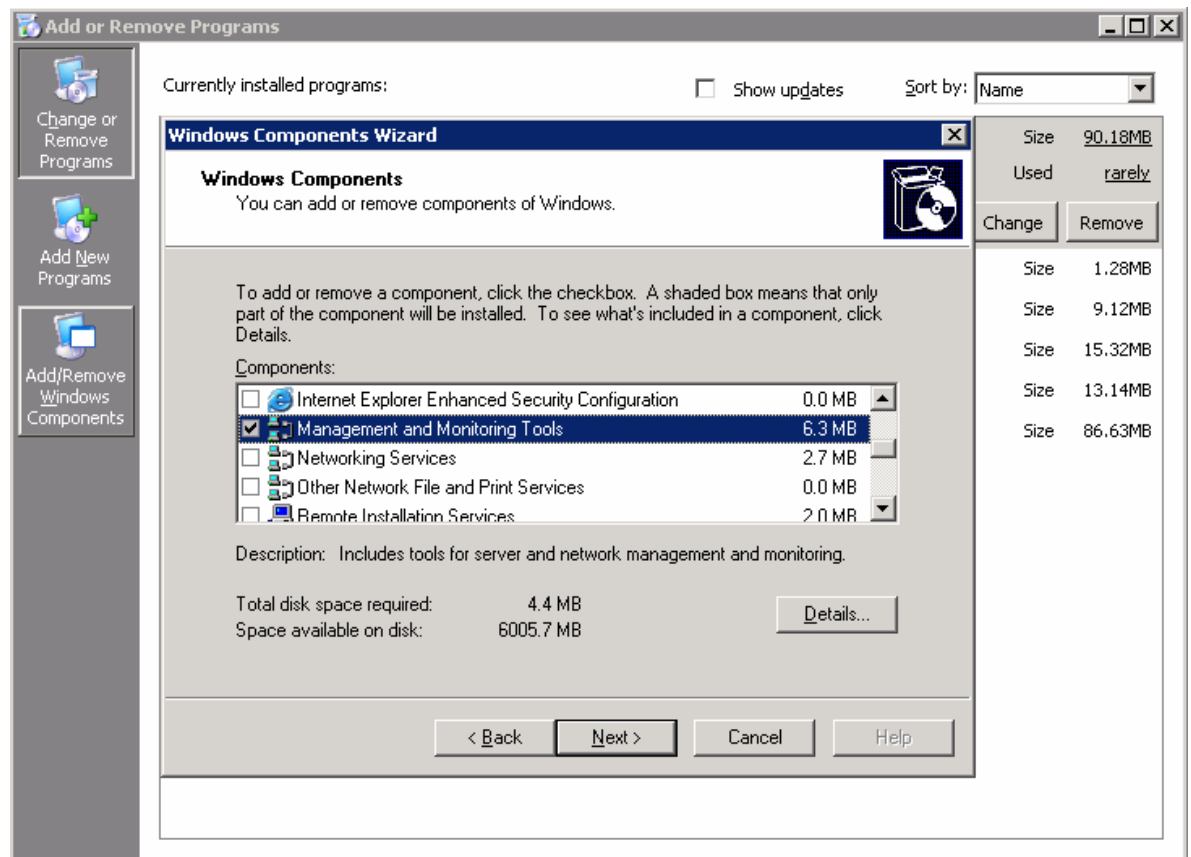 Add or Remove Programs
Change or
Remove
Programs
Add New
Programs
Add/Remove
Windows
Components
Currently installed programs:
Show updates
Sort by:
Name
Size 90.18MB
Used rarely
Change Remove
Size 1.28MB
Size 9.12MB
Size 15.32MB
Size 13.14MB
Size 86.63MB
Windows Components Wizard
Windows Components
You can add or remove components of Windows.
To add or remove a component, click the checkbox. A shaded box means that only
part of the component will be installed. To see what's included in a component, click
Details.
Components:
Internet Explorer Enhanced Security Configuration 0.0 MB
Management and Monitoring Tools 6.3 MB
Networking Services 2.7 MB
Other Network File and Print Services 0.0 MB
Remote Installation Services 2.0 MB
Description: Includes tools for server and network management and monitoring.
Total disk space required: 4.4 MB
Space available on disk: 6005.7 MB
Details...
< Back Next > Cancel Help